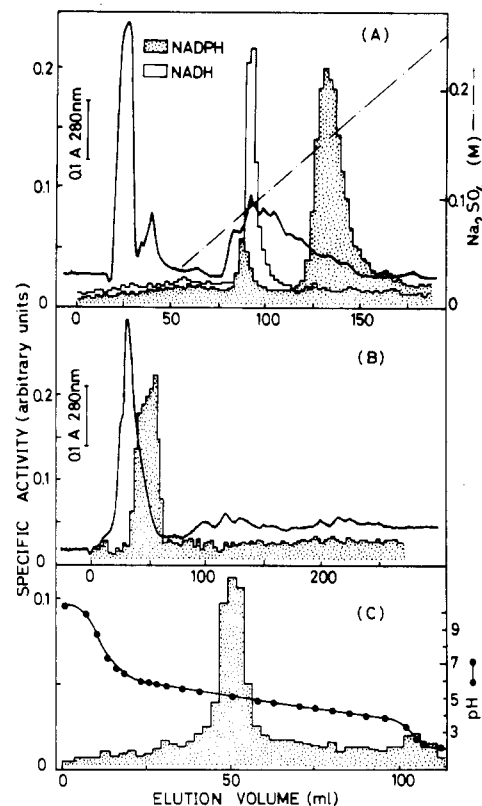 (A)
NADPH
NADH
0.2
0.1
0
0.1 A 280nm
0.2
0.1
0
Na2SO4 (M)
0 50 100 150
(B)
0.2
0.1
0
0.1 A 280nm
0 100 200
SPECIFIC ACTIVITY (arbitrary units)
(C)
0.1
0
9
7
5
3
pH
0 50 100
ELUTION VOLUME (ml)